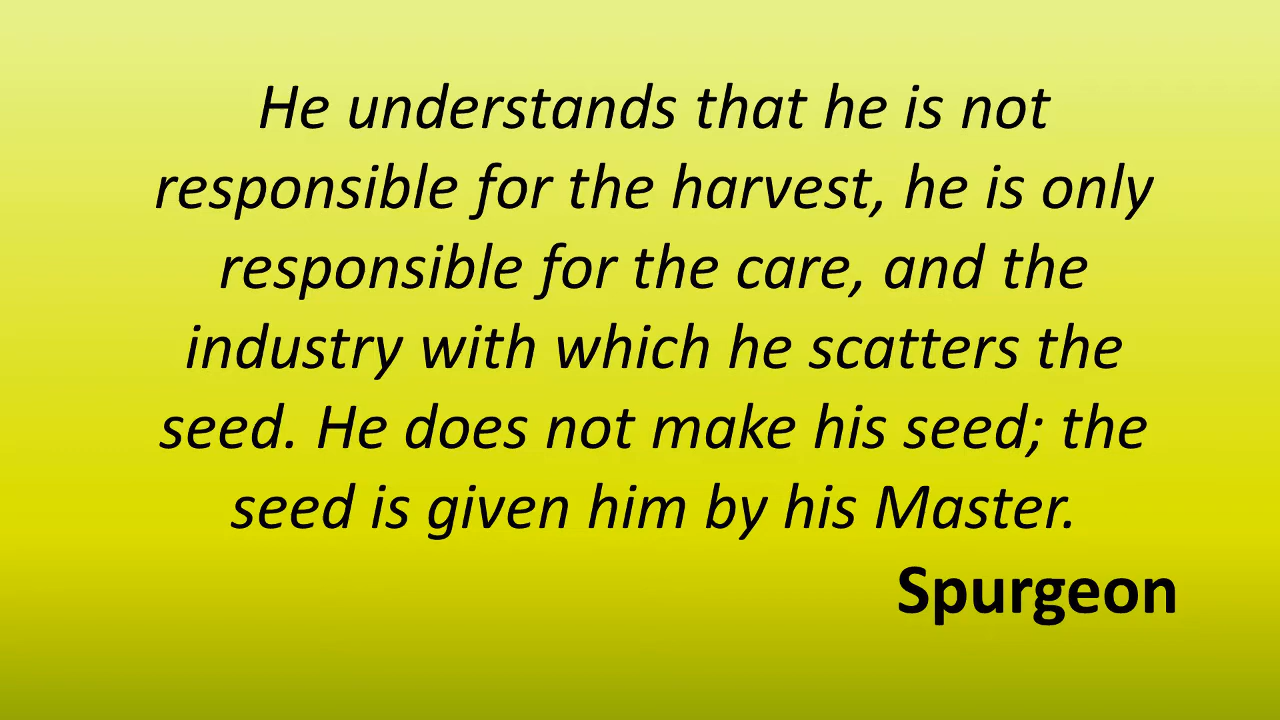 He understands that he is not
responsible for the harvest, he is only
responsible for the care, and the
industry with which he scatters the
seed. He does not make his seed; the
seed is given him by his Master.
Spurgeon